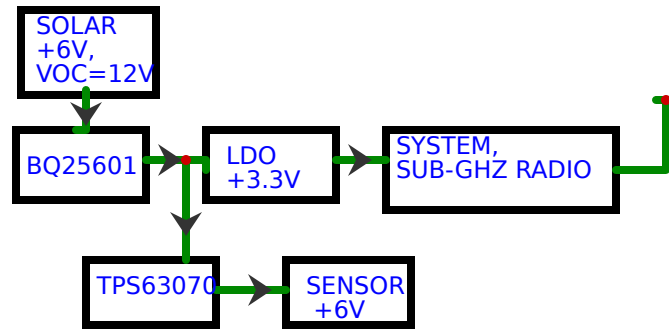 SOLAR
+6V,
VOC=12V
BQ25601
LDO
+3.3V
SYSTEM,
SUB-GHZ RADIO
TPS63070
SENSOR
+6V